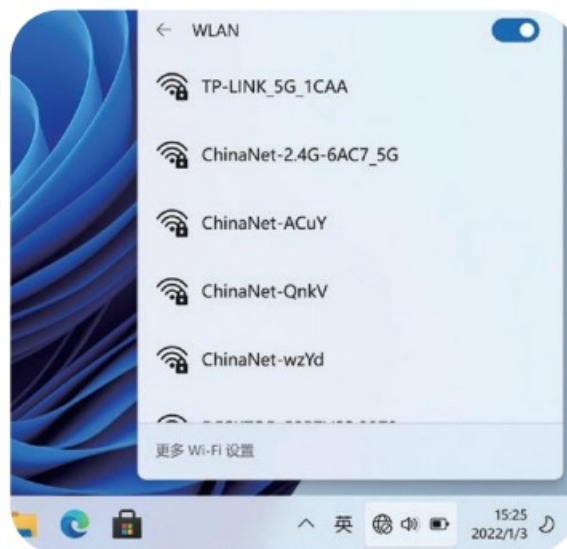 WLAN
TP-LINK_5G_1CAA
ChinaNet-2.4G-6AC7_5G
ChinaNet-ACuY
ChinaNet-QnkV
ChinaNet-wzYd
更多 Wi-Fi 设置
英
15:25
2022/1/3